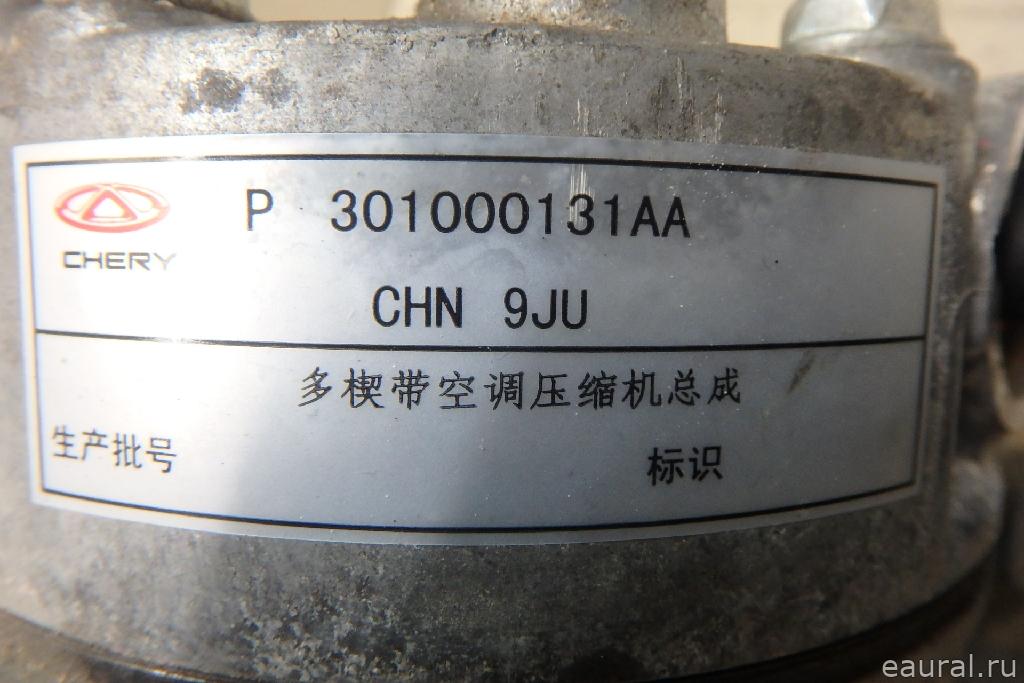 CHERY
P 301000131AA
CHN 9JU
多楔带空调压缩机总成
生产批号
标识
eaural.ru